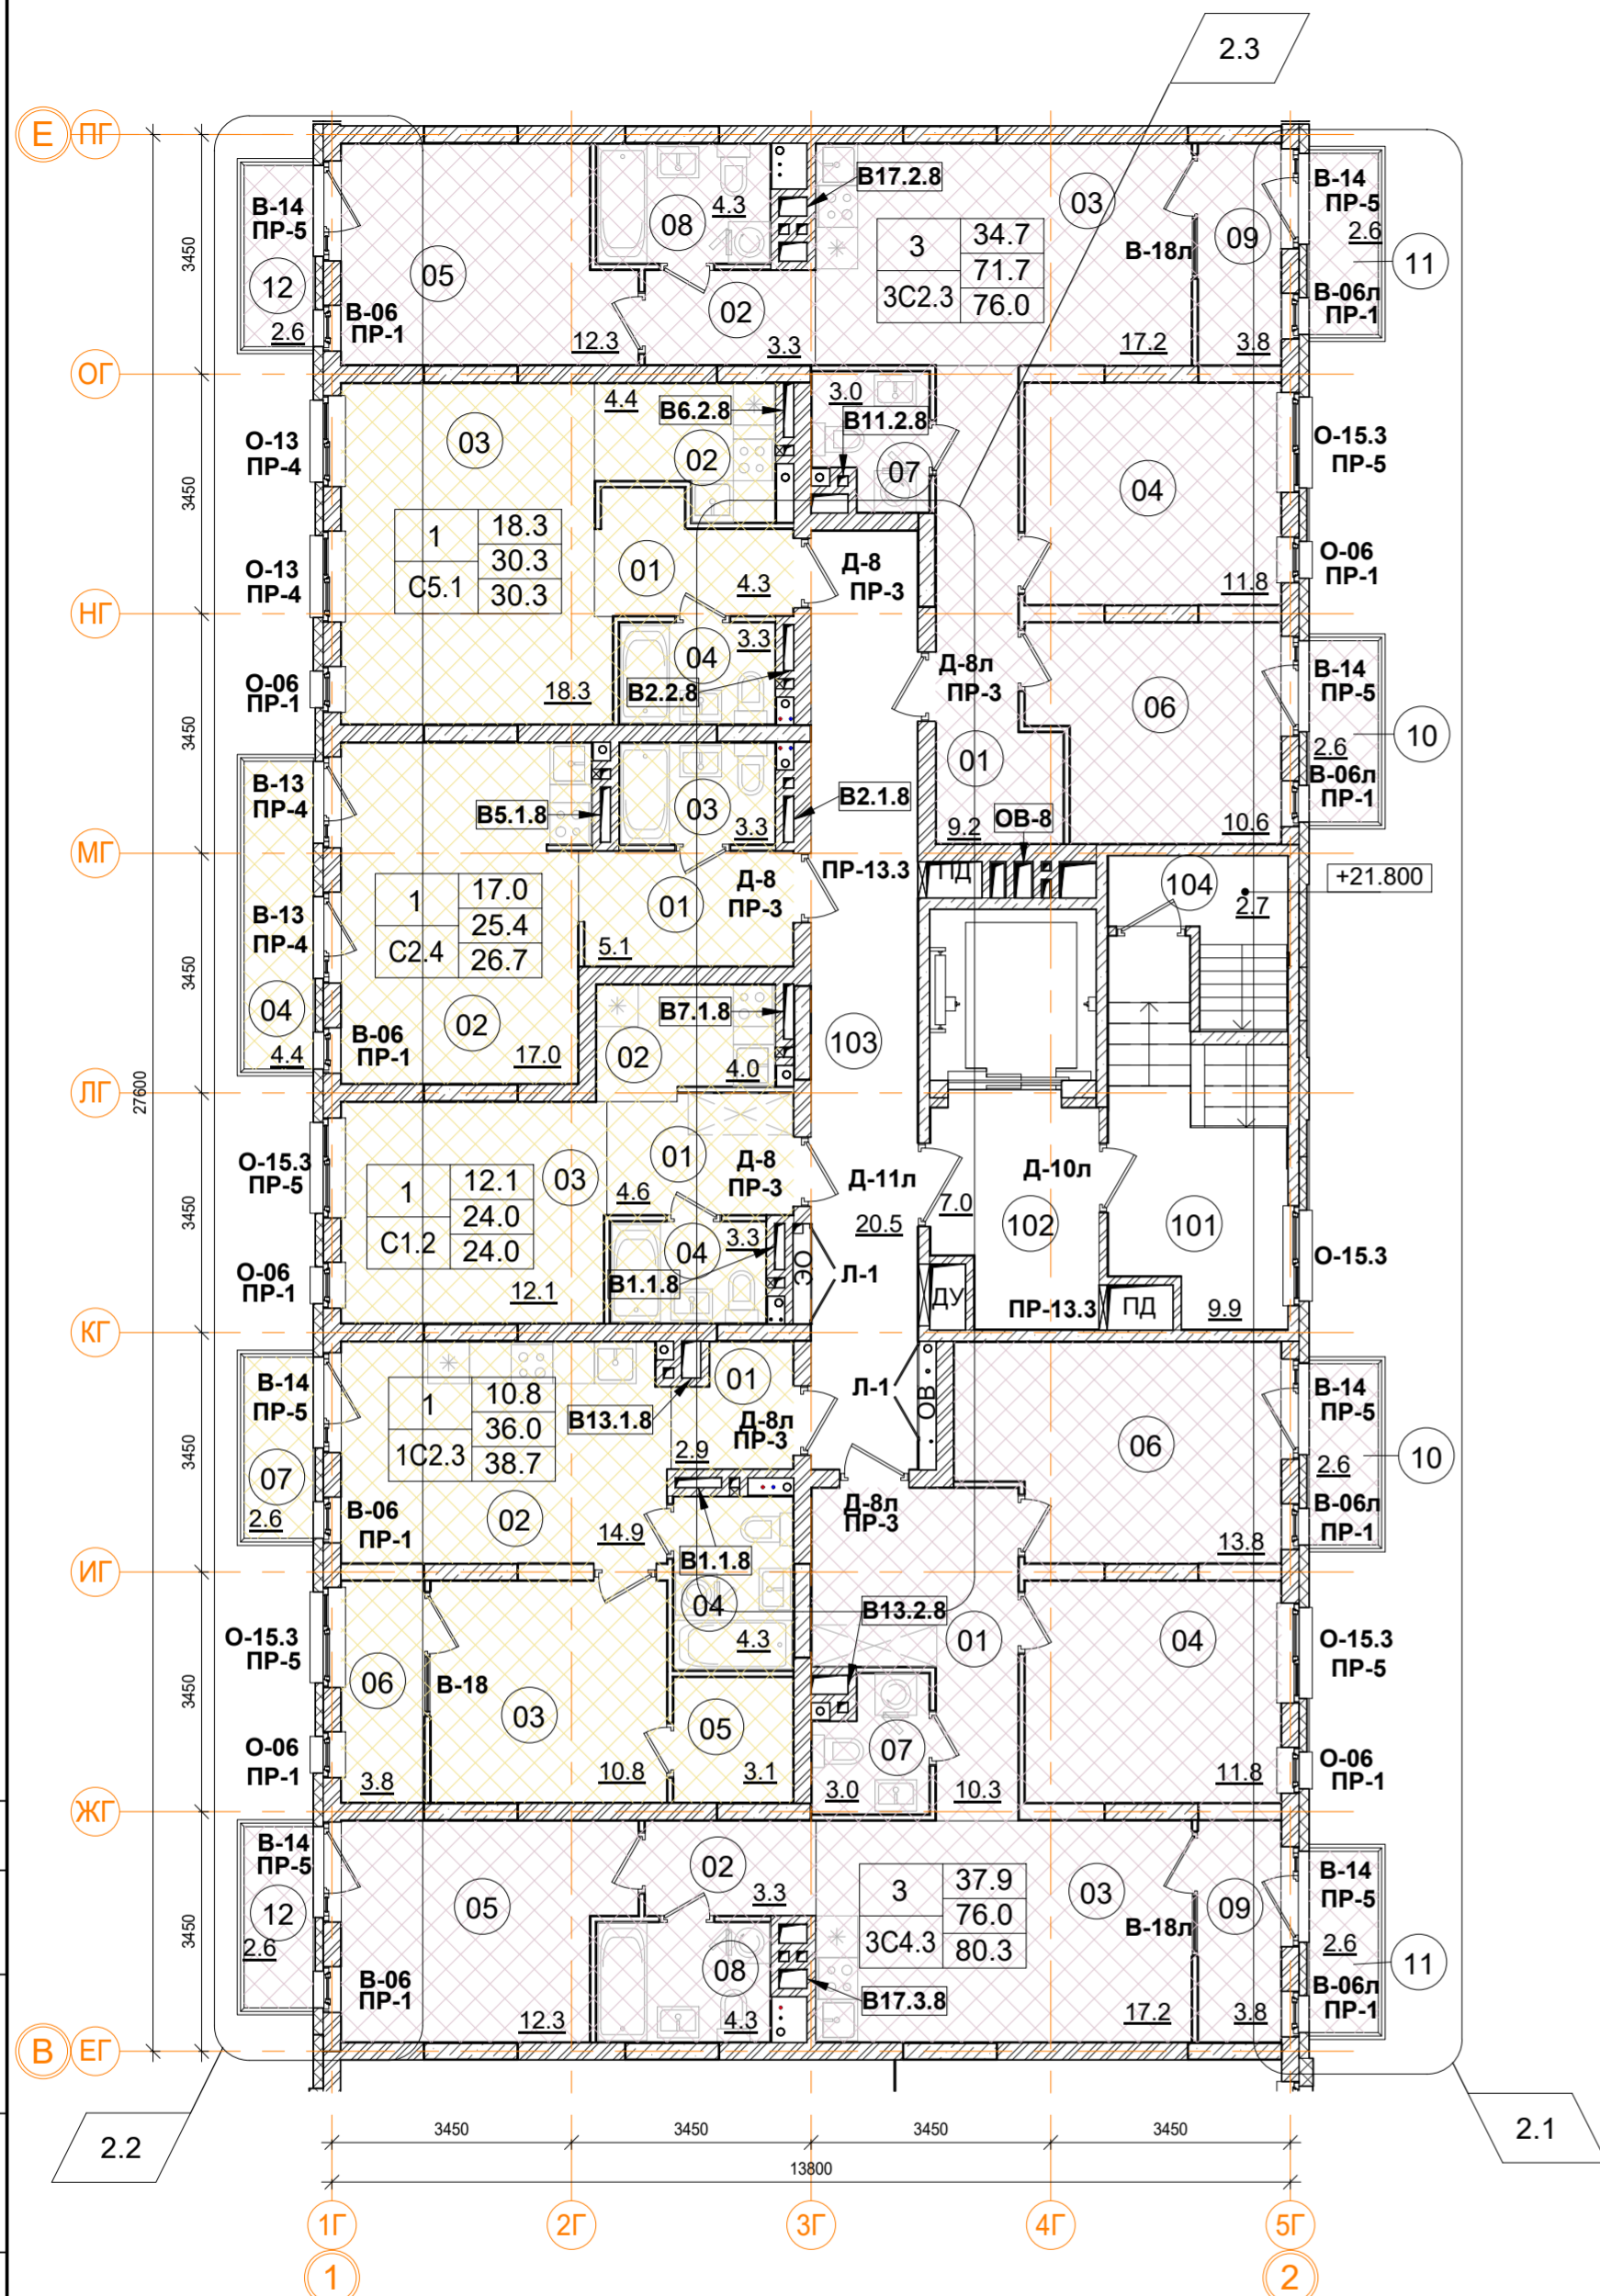 2.3
Е ПГ
3450
В-14
ПР-5
12
2.6
05
В-06
ПР-1
12.3
08
4.3
В17.2.8
02
3.3
3
34.7
71.7
3С2.3
76.0
03
В-18л
17.2
09
3.8
В-14
ПР-5
2.6
11
В-06л
ПР-1
ОГ
3450
О-13
ПР-4
О-13
ПР-4
03
4.4
В6.2.8
02
1
18.3
30.3
С5.1
30.3
01
4.3
3.0
В11.2.8
07
Д-8
ПР-3
04
11.8
О-15.3
ПР-5
О-06
ПР-1
НГ
3450
О-06
ПР-1
18.3
04
3.3
В2.2.8
Д-8л
ПР-3
01
9.2
06
10.6
В-14
ПР-5
2.6
10
В-06л
ПР-1
В-13
ПР-4
В5.1.8
03
3.3
В2.1.8
ОВ-8
МГ
3450
27600
В-13
ПР-4
04
4.4
1
17.0
25.4
С2.4
26.7
02
17.0
В-06
ПР-1
01
5.1
Д-8
ПР-3
ПР-13.3
ПД
104
2.7
+21.800
В7.1.8
02
4.0
103
ЛГ
3450
О-15.3
ПР-5
О-06
ПР-1
1
12.1
24.0
С1.2
24.0
03
12.1
01
4.6
Д-8
ПР-3
04
3.3
В1.1.8
ЭО
Л-1
Д-11л
20.5
7.0
102
Д-10л
101
О-15.3
ДУ
ПР-13.3
ПД
9.9
КГ
3450
В-14
ПР-5
07
2.6
В-06
ПР-1
1
10.8
36.0
1С2.3
38.7
02
14.9
В13.1.8
01
2.9
Д-8л
ПР-3
Л-1
ОВ
Д-8л
ПР-3
06
13.8
В-14
ПР-5
2.6
10
В-06л
ПР-1
ИГ
3450
О-15.3
ПР-5
О-06
ПР-1
06
3.8
В-18
03
10.8
В1.1.8
04
4.3
05
3.1
В13.2.8
01
07
3.0
10.3
04
11.8
О-15.3
ПР-5
О-06
ПР-1
ЖГ
3450
В-14
ПР-5
12
2.6
05
В-06
ПР-1
12.3
02
3.3
08
4.3
В17.3.8
3
37.9
76.0
3С4.3
80.3
03
В-18л
17.2
09
3.8
В-14
ПР-5
2.6
11
В-06л
ПР-1
В ЕГ
2.2
2.1
3450
3450
3450
3450
13800
1Г
2Г
3Г
4Г
5Г
1
2